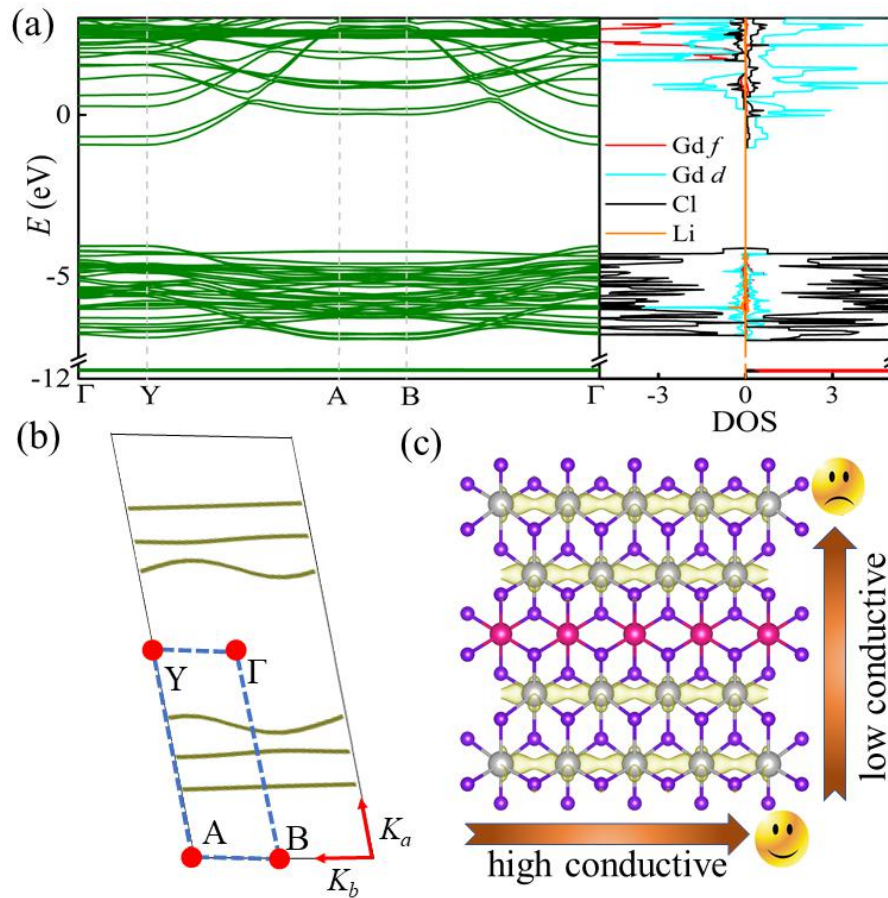 (a)
E (eV)
0
-5
-12
Γ
Y
A
B
Γ
Gd f
Gd d
Cl
Li
-3
0
3
DOS
(b)
Y
Γ
A
B
Ka
Kb
(c)
low conductive
high conductive